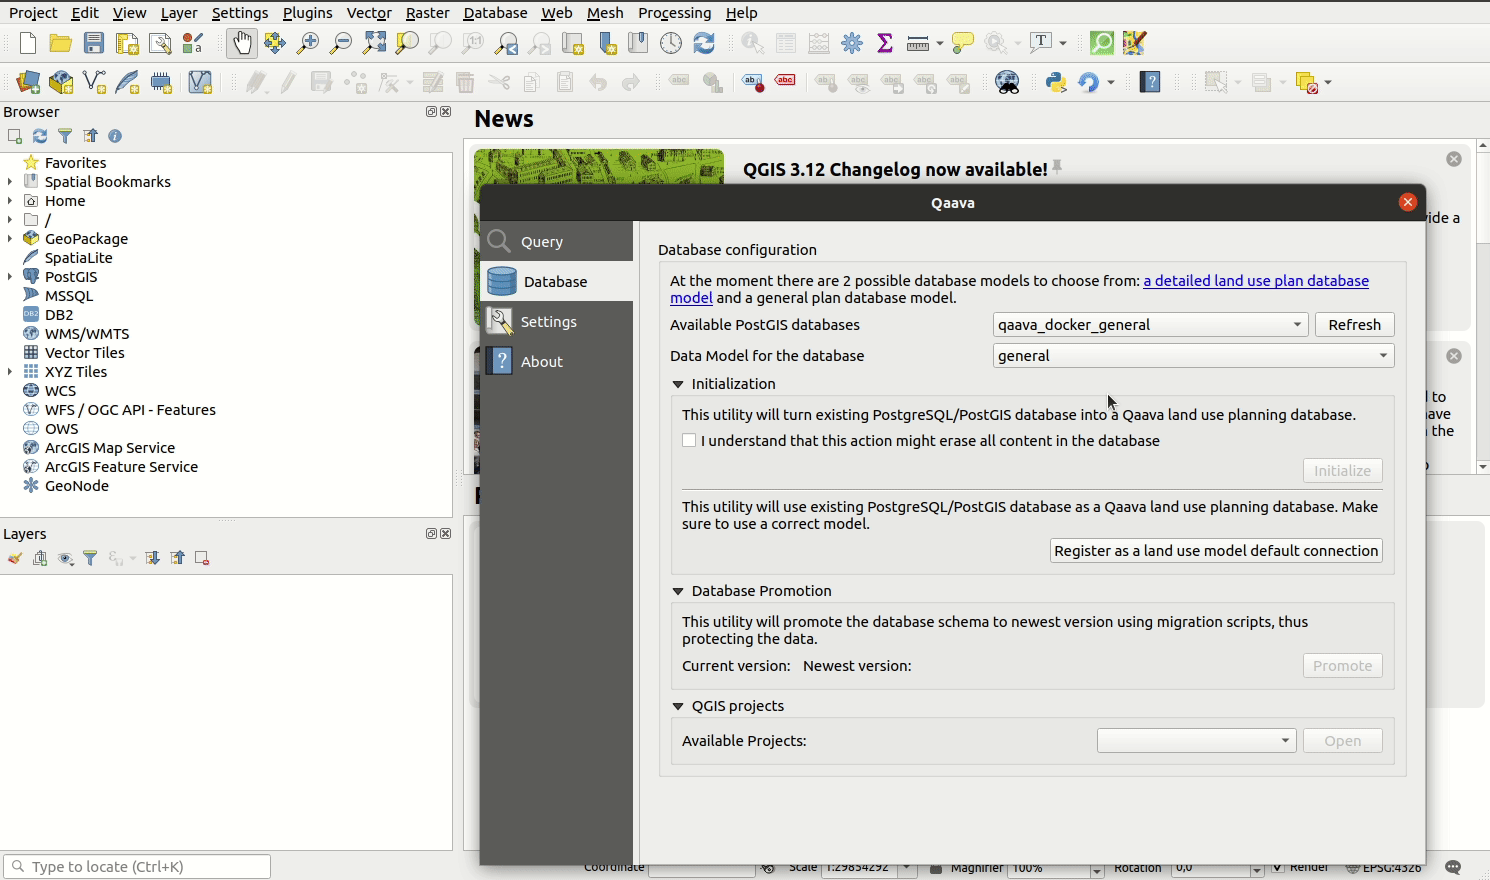 Project Edit View Layer Settings Plugins Vector Raster Database Web Mesh Processing Help
Browser
Favorites
Spatial Bookmarks
Home
/
GeoPackage
SpatiaLite
PostGIS
MSSQL
DB2
WMS/WMTS
Vector Tiles
XYZ Tiles
WCS
WFS / OGC API - Features
OWS
ArcGIS Map Service
ArcGIS Feature Service
GeoNode
Layers
Type to locate (Ctrl+K)
News
QGIS 3.12 Changelog now available!
Qaava
Query
Database
Settings
About
Database configuration
At the moment there are 2 possible database models to choose from: a detailed land use plan database
model and a general plan database model.
Available PostGIS databases qaava_docker_general Refresh
Data Model for the database general
Initialization
This utility will turn existing PostgreSQL/PostGIS database into a Qaava land use planning database.
I understand that this action might erase all content in the database
Initialize
This utility will use existing PostgreSQL/PostGIS database as a Qaava land use planning database. Make
sure to use a correct model.
Register as a land use model default connection
Database Promotion
This utility will promote the database schema to newest version using migration scripts, thus
protecting the data.
Current version: Newest version: Promote
QGIS projects
Available Projects: Open
Coordinate Scale 1:29854292 Magnifier 100% Rotation 0,0 Render EPSG:4326